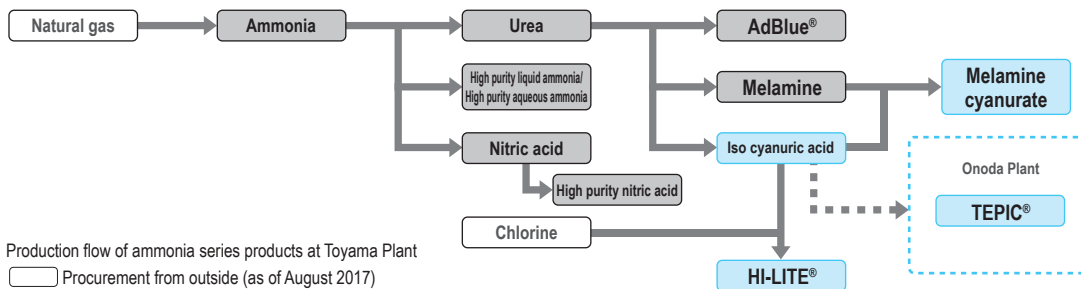 Natural gas
Ammonia
Urea
AdBlue®
High purity liquid ammonia/
High purity aqueous ammonia
Melamine
Melamine
cyanurate
Nitric acid
Iso cyanuric acid
High purity nitric acid
Onoda Plant
TEPIC®
Chlorine
HI-LITE®
Production flow of ammonia series products at Toyama Plant
Procurement from outside (as of August 2017)